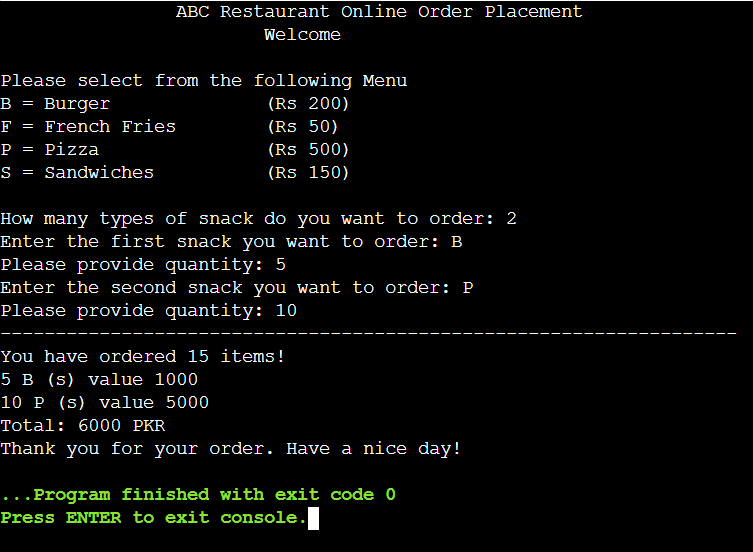 ABC Restaurant Online Order Placement
Welcome
Please select from the following Menu
B = Burger (Rs 200)
F = French Fries (Rs 50)
P = Pizza (Rs 500)
S = Sandwiches (Rs 150)
How many types of snack do you want to order: 2
Enter the first snack you want to order: B
Please provide quantity: 5
Enter the second snack you want to order: P
Please provide quantity: 10
-------------------------------------------------------------------
You have ordered 15 items!
5 B (s) value 1000
10 P (s) value 5000
Total: 6000 PKR
Thank you for your order. Have a nice day!
...Program finished with exit code 0
Press ENTER to exit console.